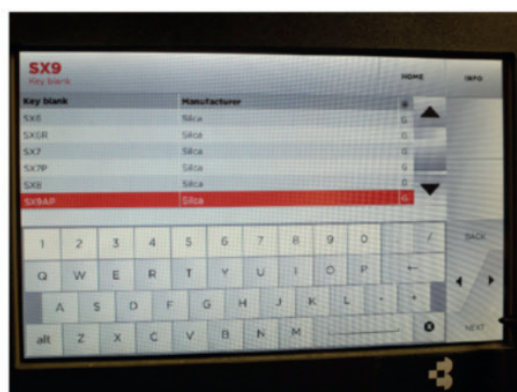 SX9
Key blank
HOME
INFO
Key blank Manufacturer
SX6 Silca G
SX6R Silca G
SX7 Silca G
SX7P Silca G
SX8 Silca G
SX9AP Silca G
1 2 3 4 5 6 7 8 9 0 /
BACK
Q W E R T Y U I O P ←
A S D F G H J K L - +
alt Z X C V B N M
NEXT